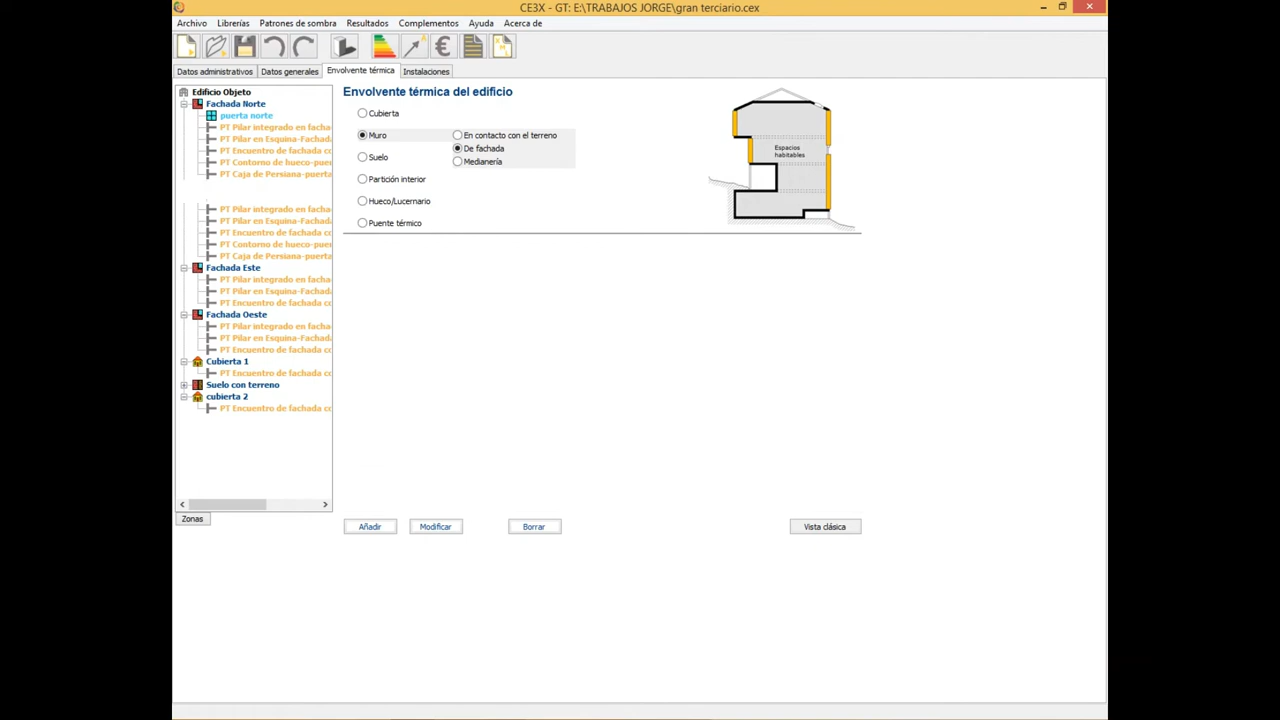 CE3X - GT: E:\TRABAJOS JORGE\gran terciario.cex
Archivo Librerías Patrones de sombra Resultados Complementos Ayuda Acerca de
Datos administrativos Datos generales Envolvente térmica Instalaciones
Edificio Objeto
Fachada Norte
puerta norte
PT Pilar integrado en facha
PT Pilar en Esquina-Fachada
PT Encuentro de fachada co
PT Contorno de hueco-puer
PT Caja de Persiana-puerta
PT Pilar integrado en facha
PT Pilar en Esquina-Fachada
PT Encuentro de fachada co
PT Contorno de hueco-puer
PT Caja de Persiana-puerta
Fachada Este
PT Pilar integrado en facha
PT Pilar en Esquina-Fachada
PT Encuentro de fachada co
Fachada Oeste
PT Pilar integrado en facha
PT Pilar en Esquina-Fachada
PT Encuentro de fachada co
Cubierta 1
PT Encuentro de fachada co
Suelo con terreno
cubierta 2
PT Encuentro de fachada co
Zonas
Envolvente térmica del edificio
Cubierta
Muro
Suelo
Partición interior
Hueco/Lucernario
Puente térmico
En contacto con el terreno
De fachada
Medianería
Espacios
habitables
Añadir Modificar Borrar Vista clásica